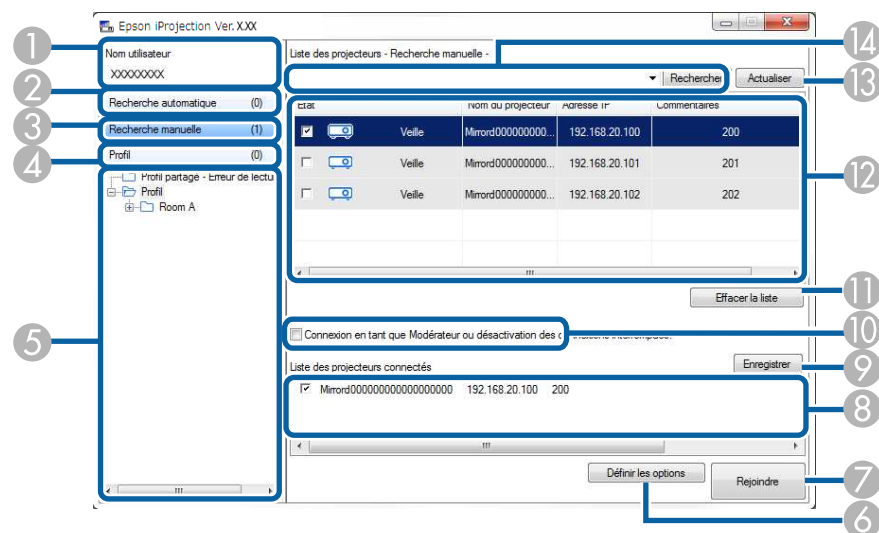 Epson iProjection Ver. X.XX
Nom utilisateur
XXXXXXXX
Recherche automatique (0)
Recherche manuelle (1)
Profil (0)
Profil partagé - Erreur de lectu
Profil
Room A
Liste des projecteurs - Recherche manuelle -
Rechercher Actualiser
État Nom du projecteur Adresse IP Commentaires
Veille Mirrord000000000... 192.168.20.100 200
Veille Mirrord000000000... 192.168.20.101 201
Veille Mirrord000000000... 192.168.20.102 202
Effacer la liste
Connexion en tant que Modérateur ou désactivation des
Liste des projecteurs connectés
Enregistrer
Mirrord000000000000000000 192.168.20.100 200
Définir les options
Rejoindre
1
2
3
4
5
14
13
12
11
10
9
8
7
6